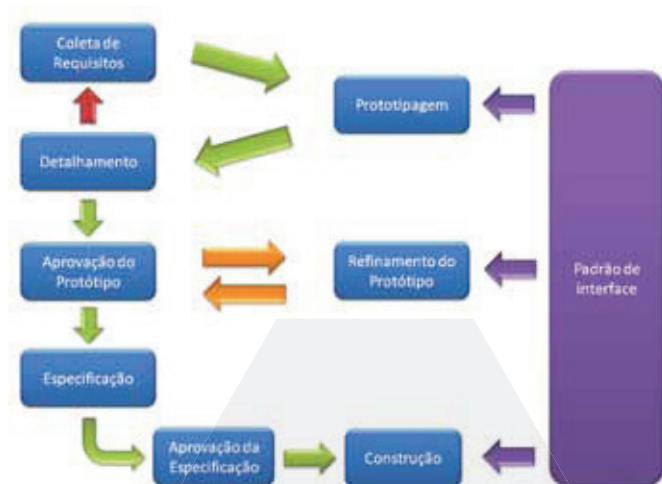 Coleta de
Requisitos
Prototipagem
Detalhamento
Aprovação do
Protótipo
Refinamento do
Protótipo
Padrão de
interface
Especificação
Aprovação da
Especificação
Construção